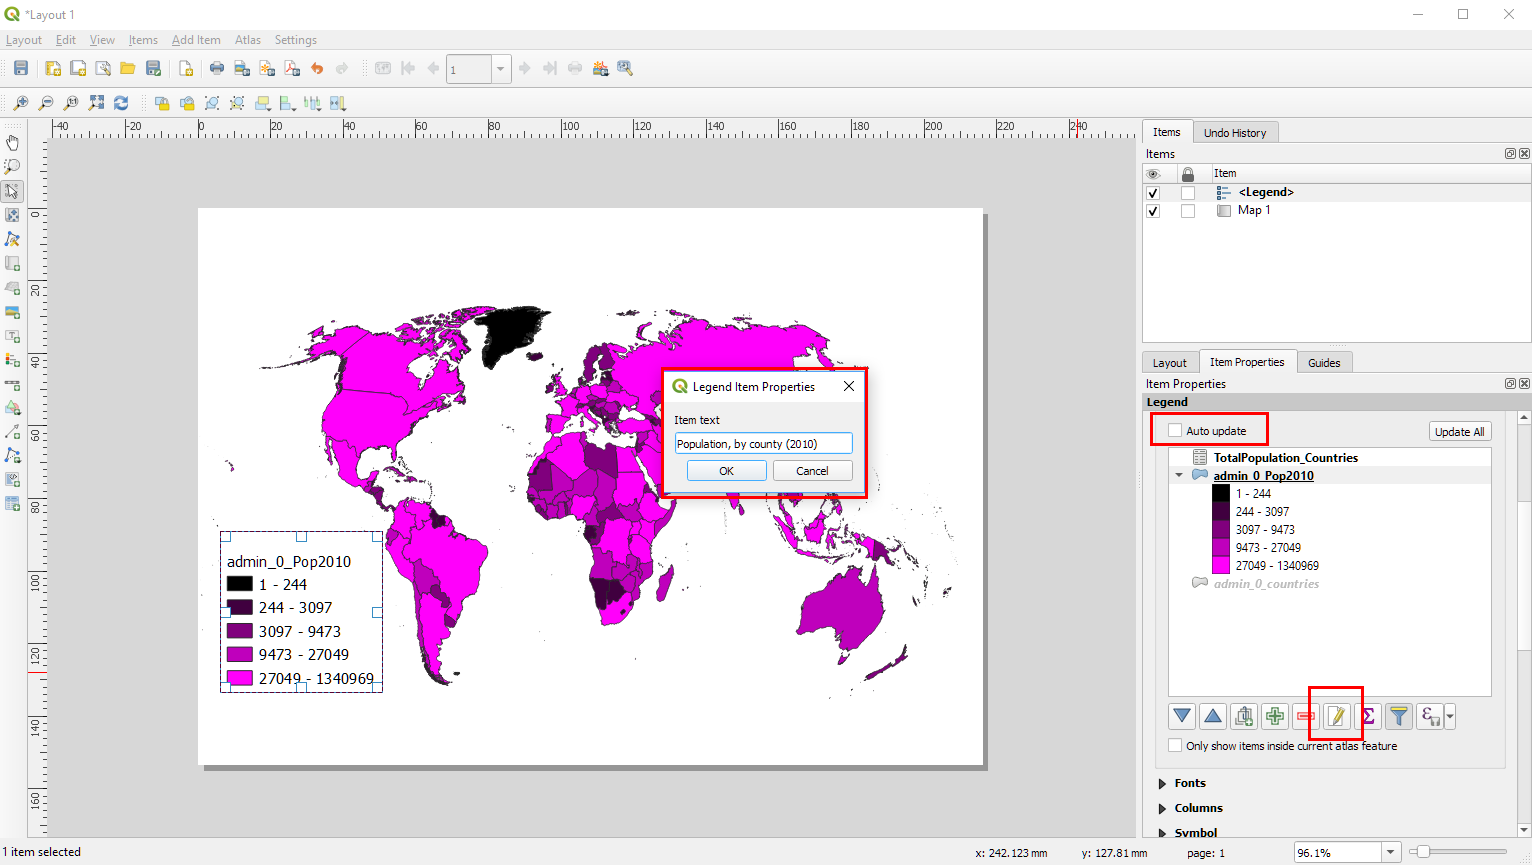 *Layout 1
Layout Edit View Items Add Item Atlas Settings
1
-40 -20 0 20 40 60 80 100 120 140 160 180 200 220 240
0
20
40
60
80
100
120
140
160
Legend Item Properties
Item text
Population, by county (2010)
OK Cancel
admin_0_Pop2010
1 - 244
244 - 3097
3097 - 9473
9473 - 27049
27049 - 1340969
Items Undo History
Items
Item
<Legend>
Map 1
Layout Item Properties Guides
Item Properties
Legend
Auto update Update All
TotalPopulation_Countries
admin_0_Pop2010
1 - 244
244 - 3097
3097 - 9473
9473 - 27049
27049 - 1340969
admin_0_countries
Σ ε
Only show items inside current atlas feature
Fonts
Columns
Symbol
1 item selected x: 242.123 mm y: 127.81 mm page: 1 96.1%